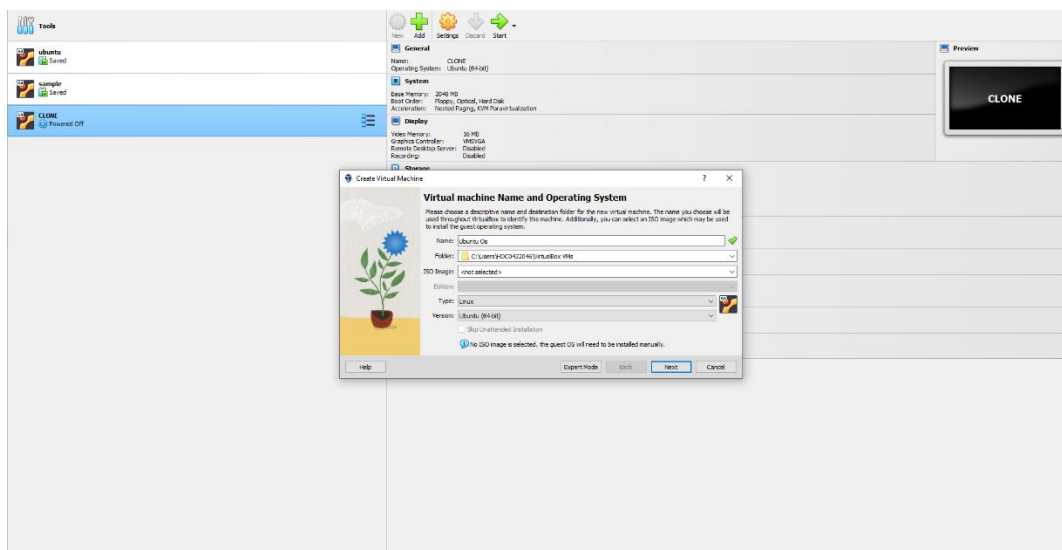 Tools
New Add Settings Discard Start
ubuntu
Saved
sample
Saved
CLONE
Powered Off
General
Name: CLONE
Operating System: Ubuntu (64-bit)
System
Base Memory: 2048 MB
Boot Order: Floppy, Optical, Hard Disk
Acceleration: Nested Paging, KVM Paravirtualization
Display
Video Memory: 16 MB
Graphics Controller: VMSVGA
Remote Desktop Server: Disabled
Recording: Disabled
Storage
Preview
CLONE
Create Virtual Machine
Virtual machine Name and Operating System
Please choose a descriptive name and destination folder for the new virtual machine. The name you choose will be
used throughout VirtualBox to identify this machine. Additionally, you can select an ISO image which may be used
to install the guest operating system.
Name: Ubuntu Os
Folder: C:\Users\HDC0422046\VirtualBox VMs
ISO Image: <not selected>
Edition:
Type: Linux
Version: Ubuntu (64-bit)
Skip Unattended Installation
No ISO image is selected, the guest OS will need to be installed manually.
Help Expert Mode Back Next Cancel